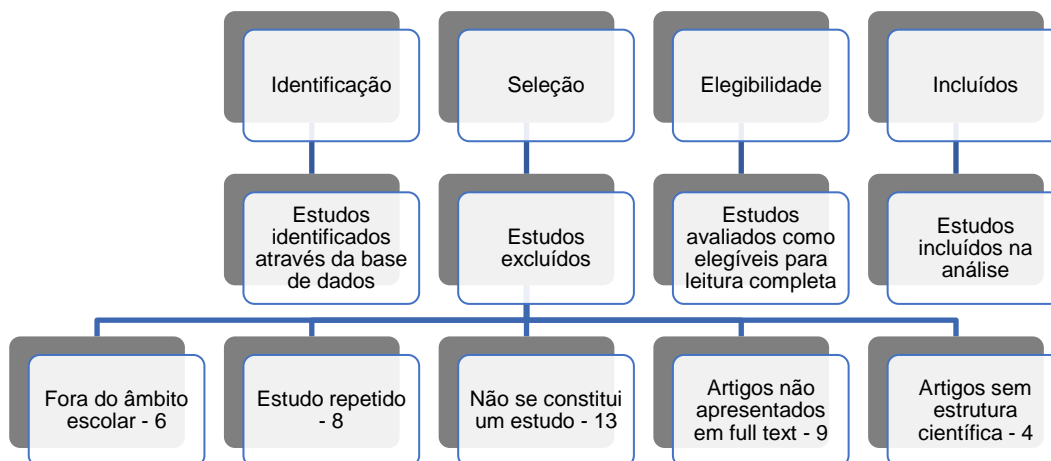 Identificação
Seleção
Elegibilidade
Incluídos
Estudos
identificados
através da base
de dados
Estudos
excluídos
Estudos
avaliados como
elegíveis para
leitura completa
Estudos
incluídos na
análise
Fora do âmbito
escolar - 6
Estudo repetido
- 8
Não se constitui
um estudo - 13
Artigos não
apresentados
em full text - 9
Artigos sem
estrutura
científica - 4